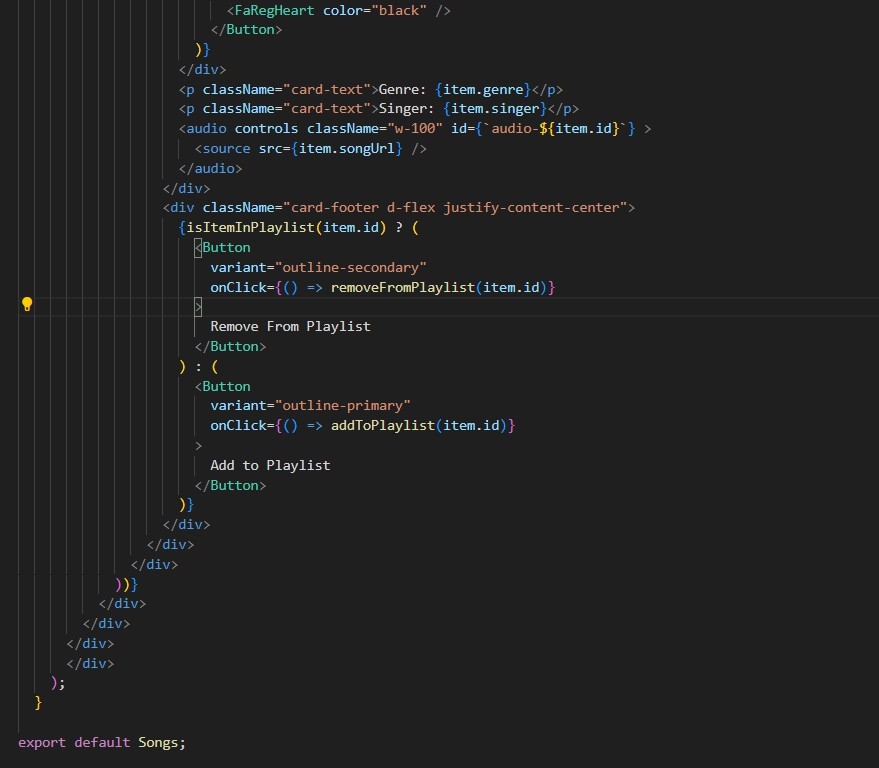 <FaRegHeart color="black" />
</Button>
)}
</div>
<p className="card-text">Genre: {item.genre}</p>
<p className="card-text">Singer: {item.singer}</p>
<audio controls className="w-100" id={`audio-${item.id}`} >
<source src={item.songUrl} />
</audio>
</div>
<div className="card-footer d-flex justify-content-center">
{isItemInPlaylist(item.id) ? (
<Button
variant="outline-secondary"
onClick={() => removeFromPlaylist(item.id)}
>
Remove From Playlist
</Button>
) : (
<Button
variant="outline-primary"
onClick={() => addToPlaylist(item.id)}
>
Add to Playlist
</Button>
)}
</div>
</div>
</div>
))}
</div>
</div>
</div>
</div>
);
}
export default Songs;